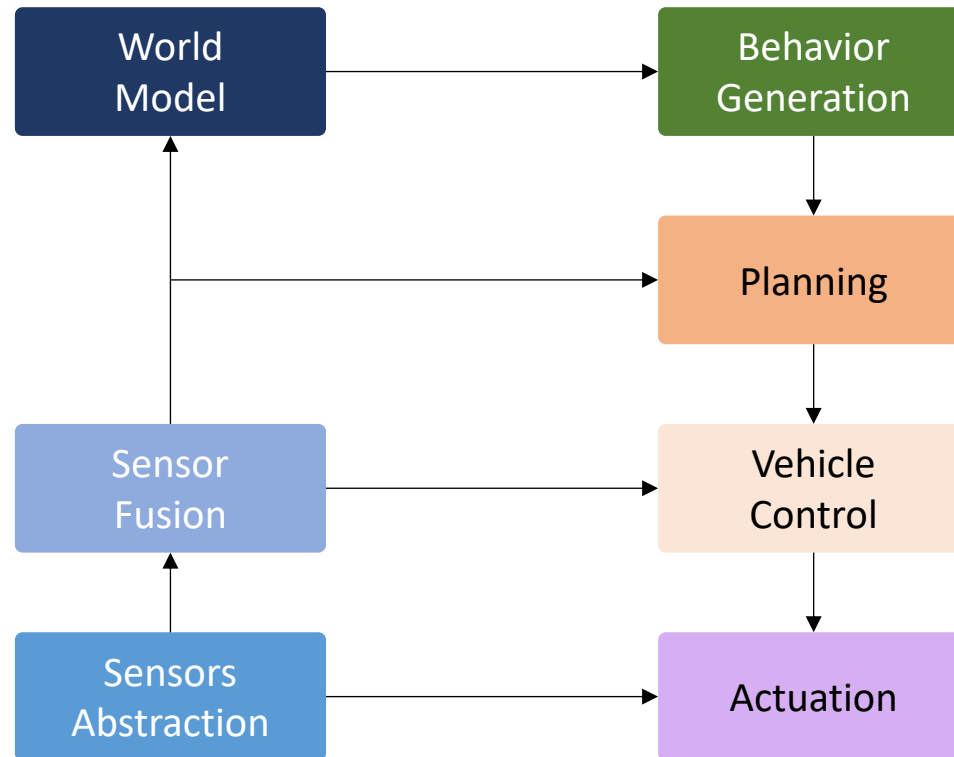 World
Model
Behavior
Generation
Planning
Sensor
Fusion
Vehicle
Control
Sensors
Abstraction
Actuation